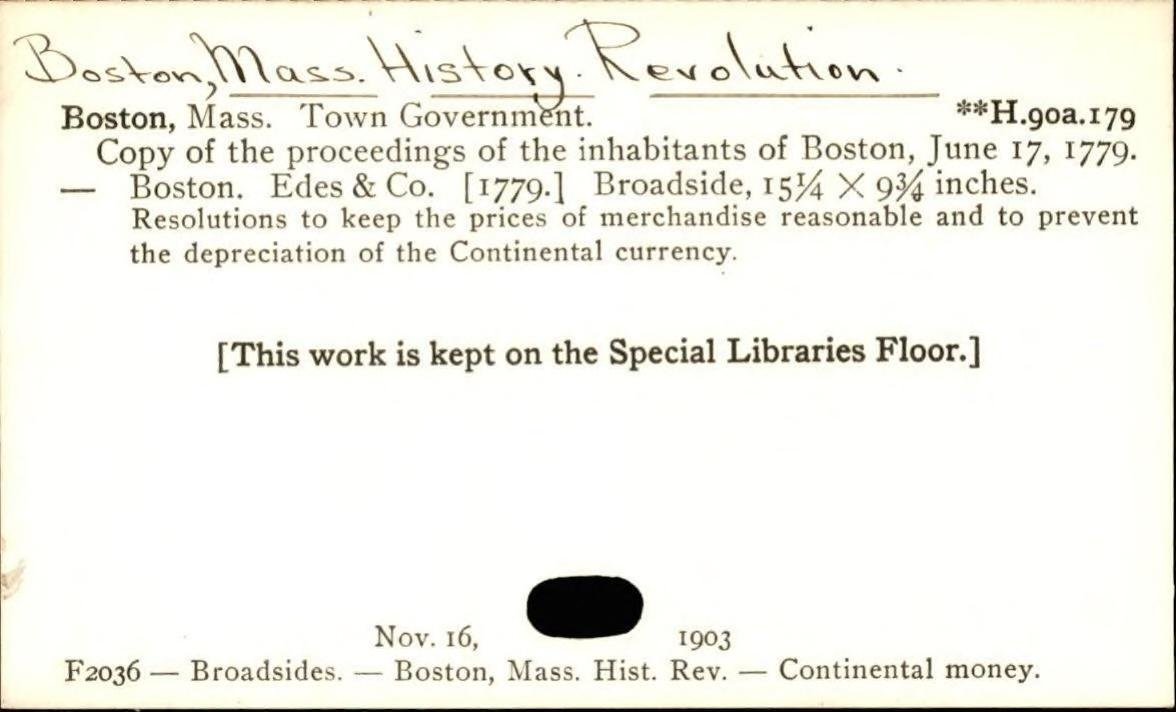 Boston, Mass. History. Revolution.
Boston, Mass. Town Government. **H.90a.179
Copy of the proceedings of the inhabitants of Boston, June 17, 1779.
— Boston. Edes & Co. [1779.] Broadside, 15¼ × 9¾ inches.
Resolutions to keep the prices of merchandise reasonable and to prevent
the depreciation of the Continental currency.
[This work is kept on the Special Libraries Floor.]
Nov. 16, 1903
F2036 — Broadsides. — Boston, Mass. Hist. Rev. — Continental money.